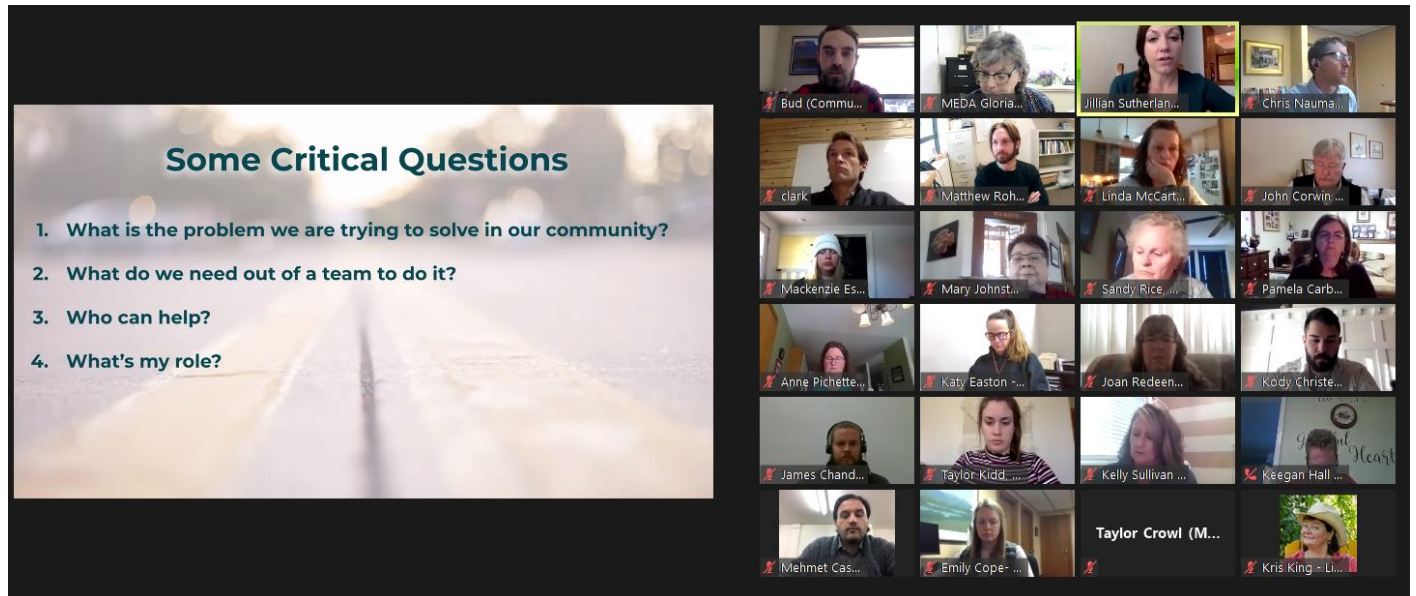 Some Critical Questions
1. What is the problem we are trying to solve in our community?
2. What do we need out of a team to do it?
3. Who can help?
4. What's my role?
Bud (Commu...
MEDA Gloria...
Jillian Sutherlan...
Chris Nauma...
clark
Matthew Roh...
Linda McCart...
John Corwin ...
Mackenzie Es...
Mary Johnst...
Sandy Rice, ...
Pamela Carb...
Anne Pichette...
Katy Easton -...
Joan Redeen...
Kody Christe...
James Chand...
Taylor Kidd, ...
Kelly Sullivan ...
Heart
Keegan Hall ...
Mehmet Cas...
Emily Cope- ...
Taylor Crowl (M...
Kris King - Li...